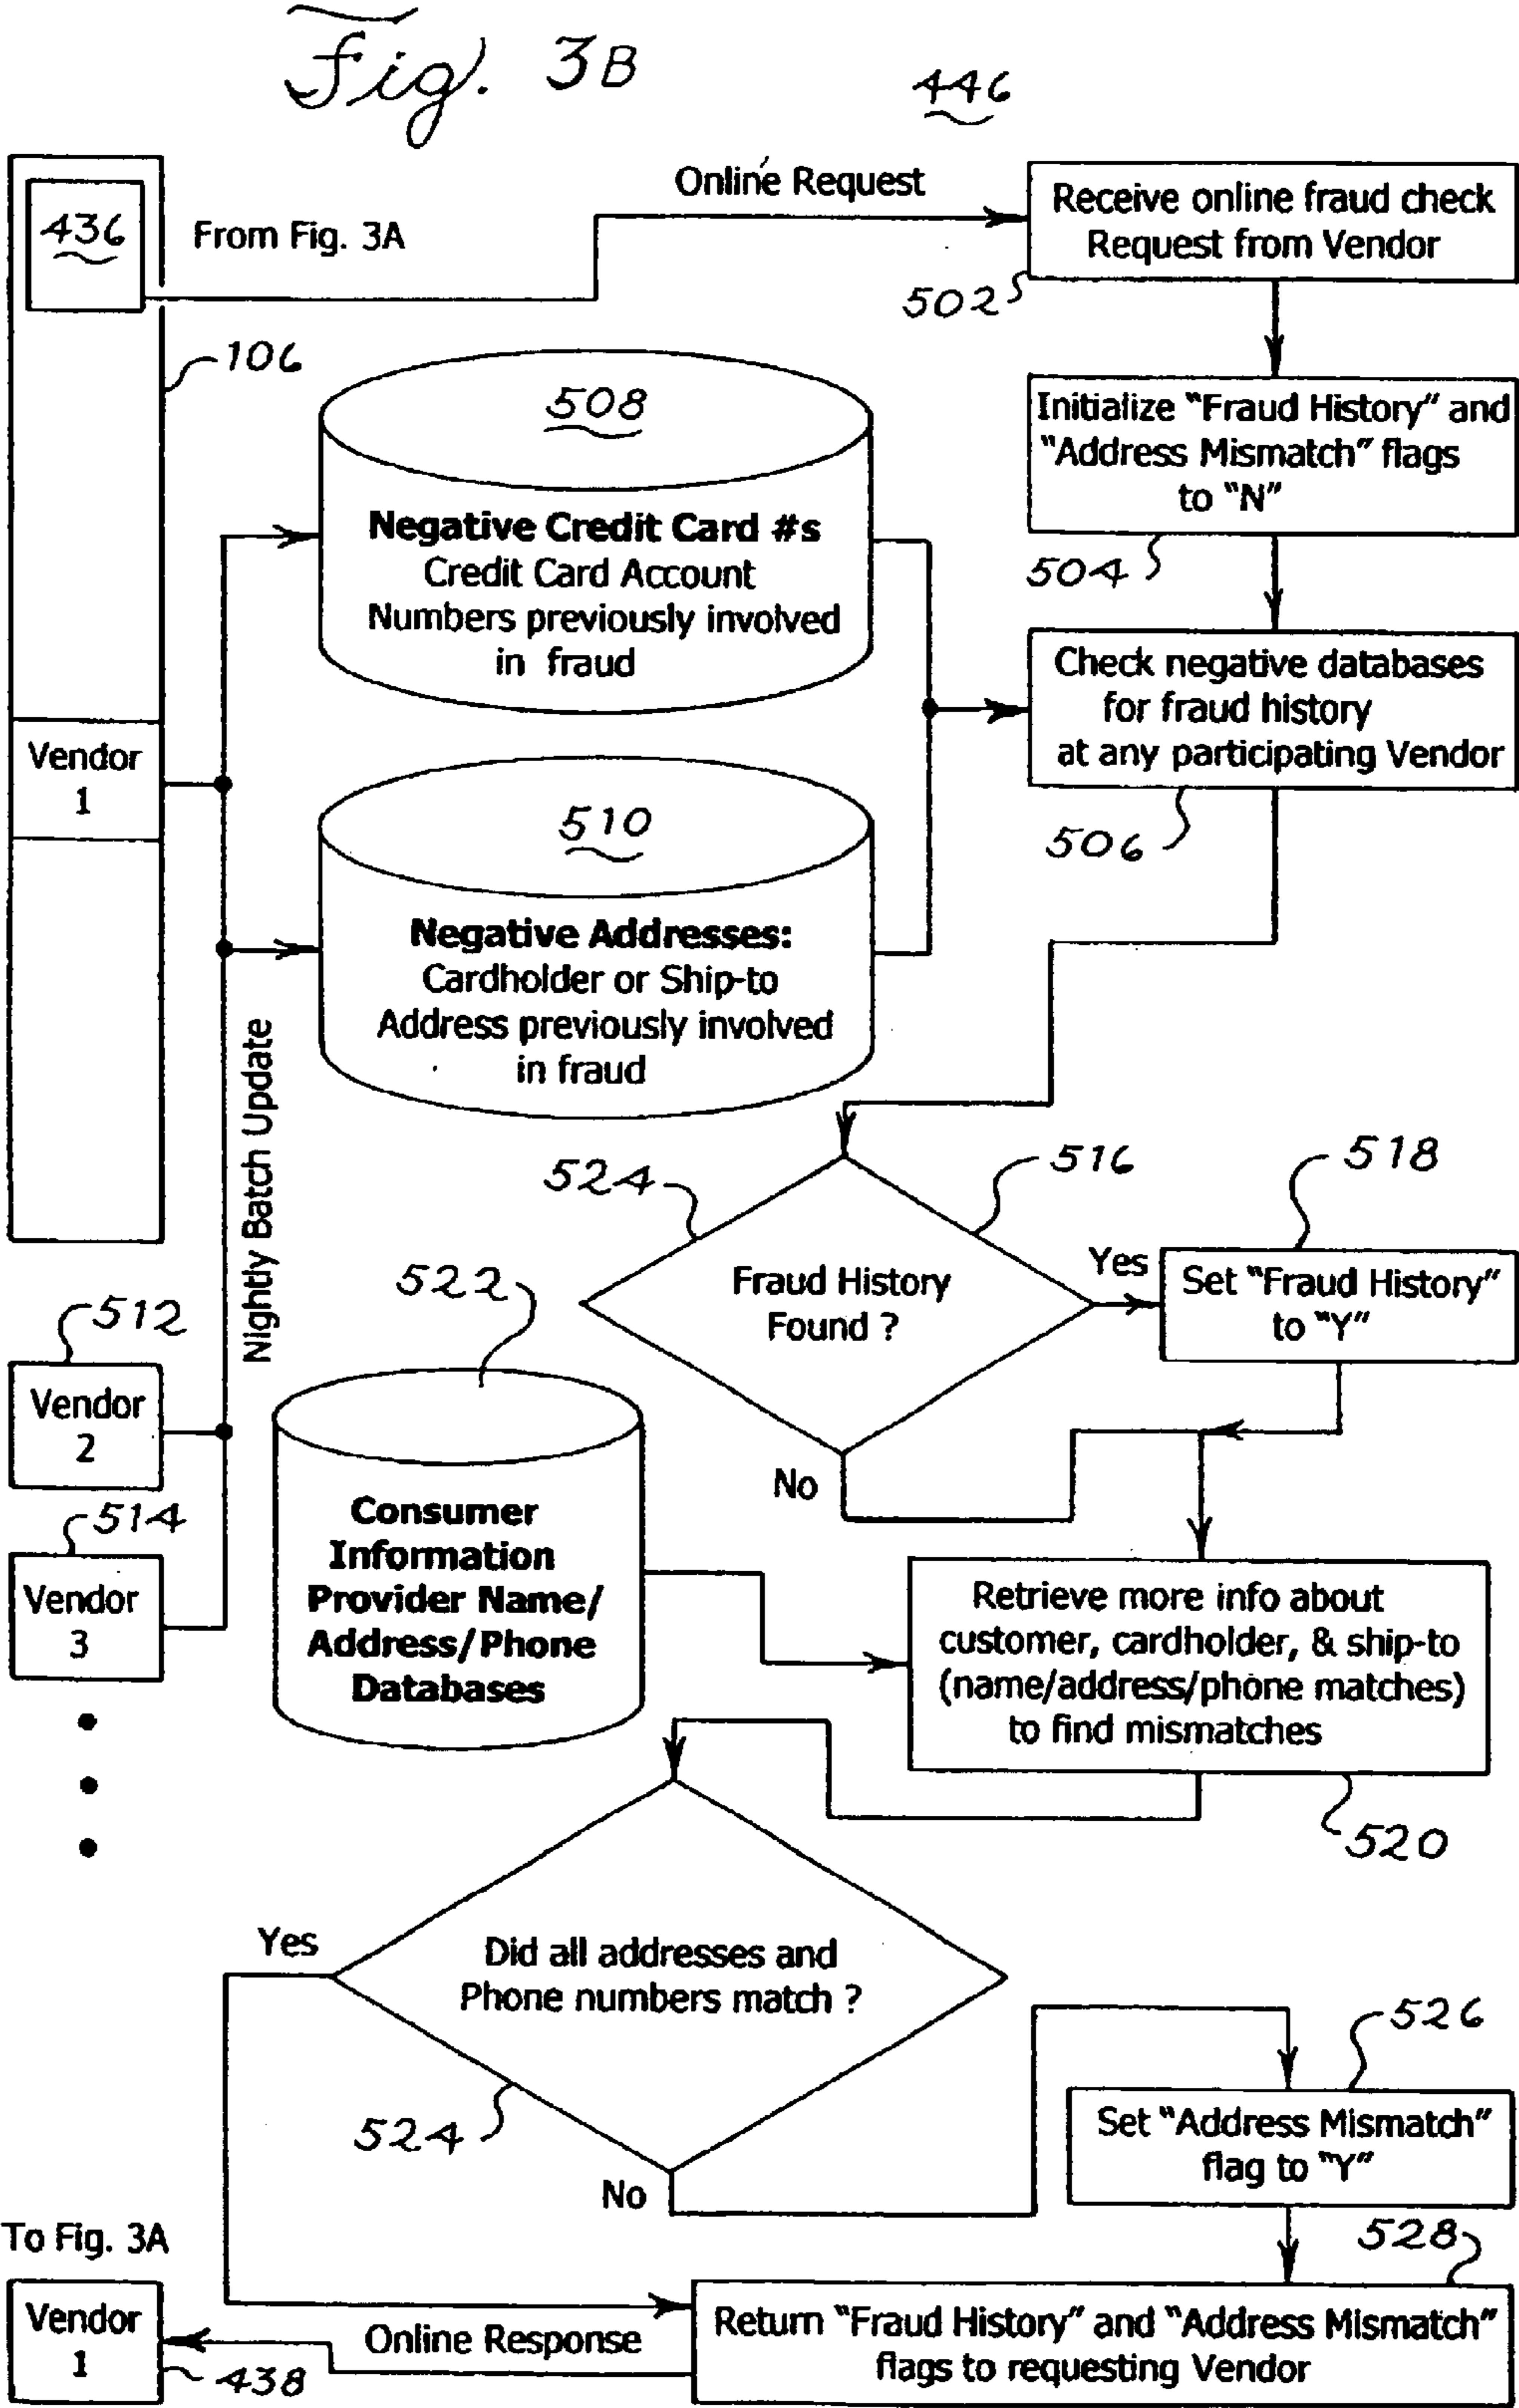 Fig. 3B
446
436
From Fig. 3A
Online Request
Receive online fraud check
Request from Vendor
502
106
Initialize "Fraud History" and
"Address Mismatch" flags
to "N"
504
508
Negative Credit Card #s
Credit Card Account
Numbers previously involved
in fraud
Check negative databases
for fraud history
at any participating Vendor
506
Vendor
1
510
Negative Addresses:
Cardholder or Ship-to
Address previously involved
in fraud
Nightly Batch Update
524
516
518
Fraud History
Found ?
Yes
Set "Fraud History"
to "Y"
No
522
512
Vendor
2
514
Vendor
3
Consumer
Information
Provider Name/
Address/Phone
Databases
Retrieve more info about
customer, cardholder, & ship-to
(name/address/phone matches)
to find mismatches
520
Yes
Did all addresses and
Phone numbers match ?
524
No
526
Set "Address Mismatch"
flag to "Y"
528
To Fig. 3A
Vendor
1
438
Online Response
Return "Fraud History" and "Address Mismatch"
flags to requesting Vendor